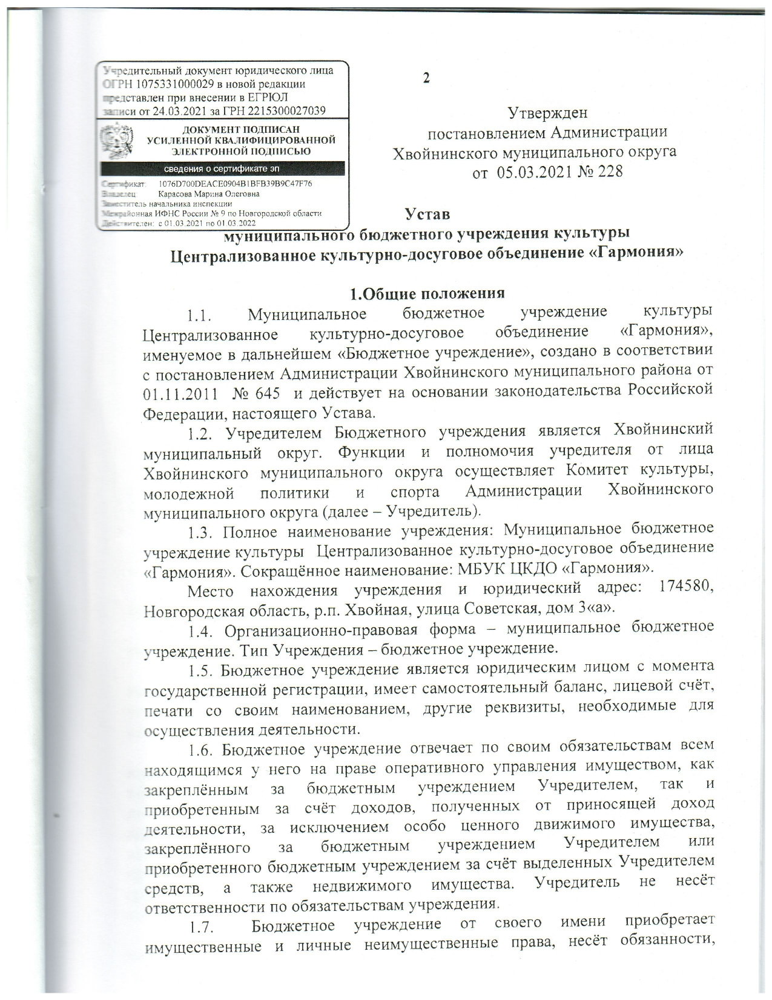 Учредительный документ юридического лица
ОГРН 1075331000029 в новой редакции
представлен при внесении в ЕГРЮЛ
записи от 24.03.2021 за ГРН 2215300027039
ДОКУМЕНТ ПОДПИСАН
УСИЛЕННОЙ КВАЛИФИЦИРОВАННОЙ
ЭЛЕКТРОННОЙ ПОДПИСЬЮ
сведения о сертификате эп
Сертификат: 1076D700DEACE0904B1BFB39B9C47F76
Владелец: Карасова Марина Олеговна
Заместитель начальника инспекции
Межрайонная ИФНС России № 9 по Новгородской области
Действителен: с 01.03.2021 по 01.03.2022
2
Утвержден
постановлением Администрации
Хвойнинского муниципального округа
от 05.03.2021 № 228
Устав
муниципального бюджетного учреждения культуры
Централизованное культурно-досуговое объединение «Гармония»
1.Общие положения
1.1. Муниципальное бюджетное учреждение культуры
Централизованное культурно-досуговое объединение «Гармония»,
именуемое в дальнейшем «Бюджетное учреждение», создано в соответствии
с постановлением Администрации Хвойнинского муниципального района от
01.11.2011 № 645 и действует на основании законодательства Российской
Федерации, настоящего Устава.
1.2. Учредителем Бюджетного учреждения является Хвойнинский
муниципальный округ. Функции и полномочия учредителя от лица
Хвойнинского муниципального округа осуществляет Комитет культуры,
молодежной политики и спорта Администрации Хвойнинского
муниципального округа (далее – Учредитель).
1.3. Полное наименование учреждения: Муниципальное бюджетное
учреждение культуры Централизованное культурно-досуговое объединение
«Гармония». Сокращённое наименование: МБУК ЦКДО «Гармония».
Место нахождения учреждения и юридический адрес: 174580,
Новгородская область, р.п. Хвойная, улица Советская, дом 3«а».
1.4. Организационно-правовая форма – муниципальное бюджетное
учреждение. Тип Учреждения – бюджетное учреждение.
1.5. Бюджетное учреждение является юридическим лицом с момента
государственной регистрации, имеет самостоятельный баланс, лицевой счёт,
печати со своим наименованием, другие реквизиты, необходимые для
осуществления деятельности.
1.6. Бюджетное учреждение отвечает по своим обязательствам всем
находящимся у него на праве оперативного управления имуществом, как
закреплённым за бюджетным учреждением Учредителем, так и
приобретенным за счёт доходов, полученных от приносящей доход
деятельности, за исключением особо ценного движимого имущества,
закреплённого за бюджетным учреждением Учредителем или
приобретенного бюджетным учреждением за счёт выделенных Учредителем
средств, а также недвижимого имущества. Учредитель не несёт
ответственности по обязательствам учреждения.
1.7. Бюджетное учреждение от своего имени приобретает
имущественные и личные неимущественные права, несёт обязанности,